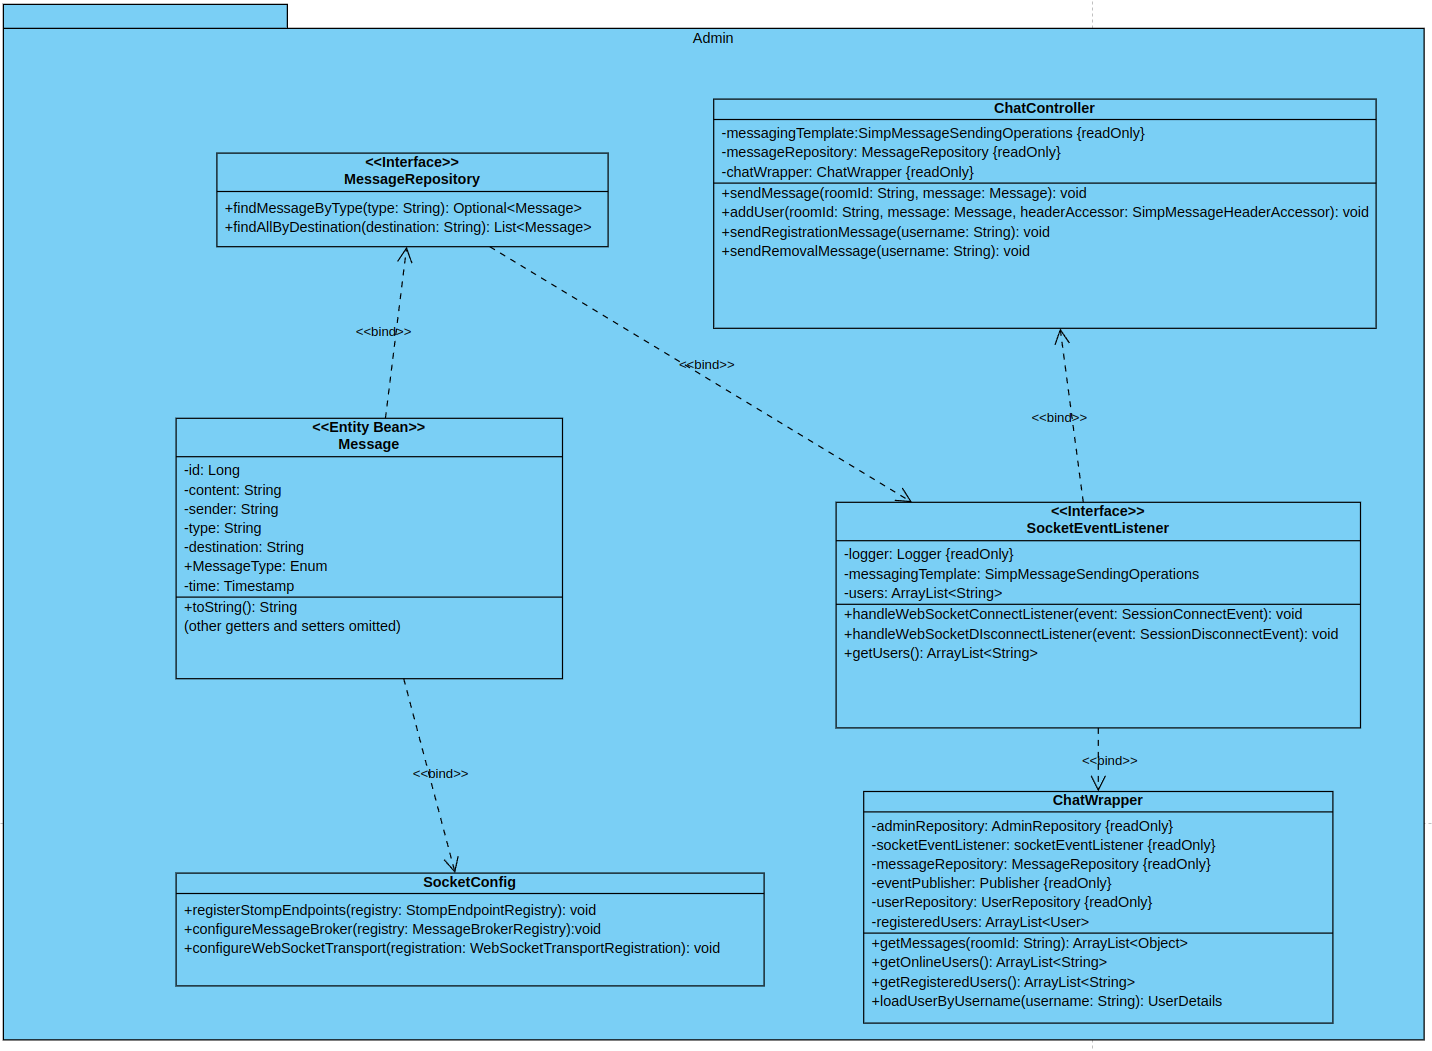 Admin
ChatController
-messagingTemplate:SimpMessageSendingOperations {readOnly}
-messageRepository: MessageRepository {readOnly}
-chatWrapper: ChatWrapper {readOnly}
+sendMessage(roomId: String, message: Message): void
+addUser(roomId: String, message: Message, headerAccessor: SimpMessageHeaderAccessor): void
+sendRegistrationMessage(username: String): void
+sendRemovalMessage(username: String): void
<<Interface>>
MessageRepository
+findMessageByType(type: String): Optional<Message>
+findAllByDestination(destination: String): List<Message>
<<bind>>
<<bind>>
<<bind>>
<<Entity Bean>>
Message
-id: Long
-content: String
-sender: String
-type: String
-destination: String
+MessageType: Enum
-time: Timestamp
+toString(): String
(other getters and setters omitted)
<<Interface>>
SocketEventListener
-logger: Logger {readOnly}
-messagingTemplate: SimpMessageSendingOperations
-users: ArrayList<String>
+handleWebSocketConnectListener(event: SessionConnectEvent): void
+handleWebSocketDIsconnectListener(event: SessionDisconnectEvent): void
+getUsers(): ArrayList<String>
<<bind>>
<<bind>>
SocketConfig
+registerStompEndpoints(registry: StompEndpointRegistry): void
+configureMessageBroker(registry: MessageBrokerRegistry):void
+configureWebSocketTransport(registration: WebSocketTransportRegistration): void
ChatWrapper
-adminRepository: AdminRepository {readOnly}
-socketEventListener: socketEventListener {readOnly}
-messageRepository: MessageRepository {readOnly}
-eventPublisher: Publisher {readOnly}
-userRepository: UserRepository {readOnly}
-registeredUsers: ArrayList<User>
+getMessages(roomId: String): ArrayList<Object>
+getOnlineUsers(): ArrayList<String>
+getRegisteredUsers(): ArrayList<String>
+loadUserByUsername(username: String): UserDetails